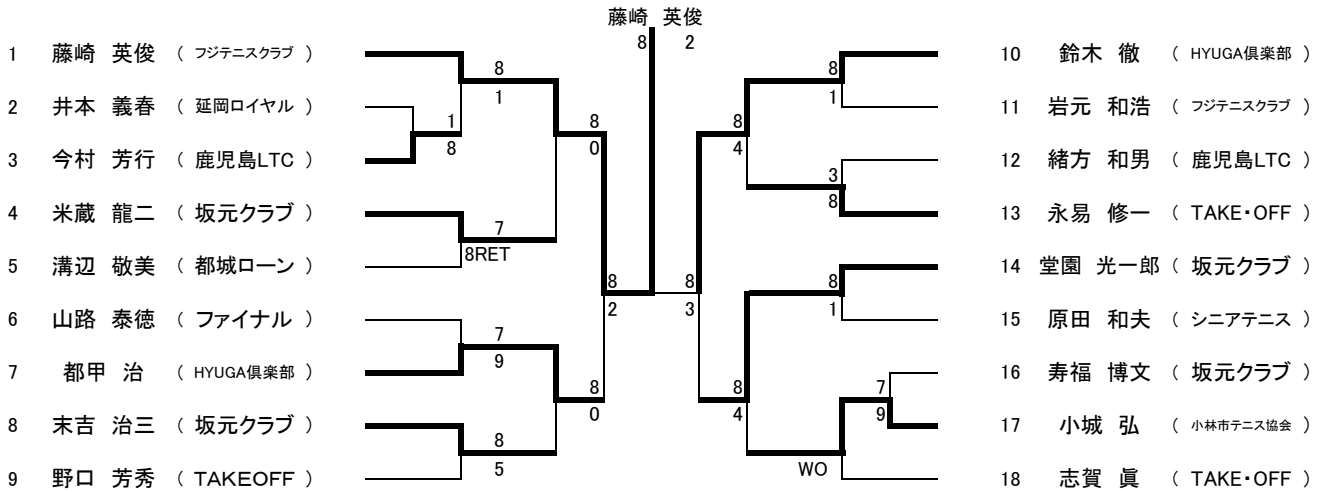 藤崎 英俊
8 2
1 藤崎 英俊 ( フジテニスクラブ )
2 井本 義春 ( 延岡ロイヤル )
3 今村 芳行 ( 鹿児島LTC )
4 米蔵 龍二 ( 坂元クラブ )
5 溝辺 敬美 ( 都城ローン )
6 山路 泰徳 ( ファイナル )
7 都甲 治 ( HYUGA倶楽部 )
8 末吉 治三 ( 坂元クラブ )
9 野口 芳秀 ( TAKEOFF )
8
1
1
8
7
8RET
7
9
8
5
8
0
8
0
8
2
8
3
8
4
8
4
8
1
3
8
8
1
7
9
WO
10 鈴木 徹 ( HYUGA倶楽部 )
11 岩元 和浩 ( フジテニスクラブ )
12 緒方 和男 ( 鹿児島LTC )
13 永易 修一 ( TAKE・OFF )
14 堂園 光一郎 ( 坂元クラブ )
15 原田 和夫 ( シニアテニス )
16 寿福 博文 ( 坂元クラブ )
17 小城 弘 ( 小林市テニス協会 )
18 志賀 眞 ( TAKE・OFF )